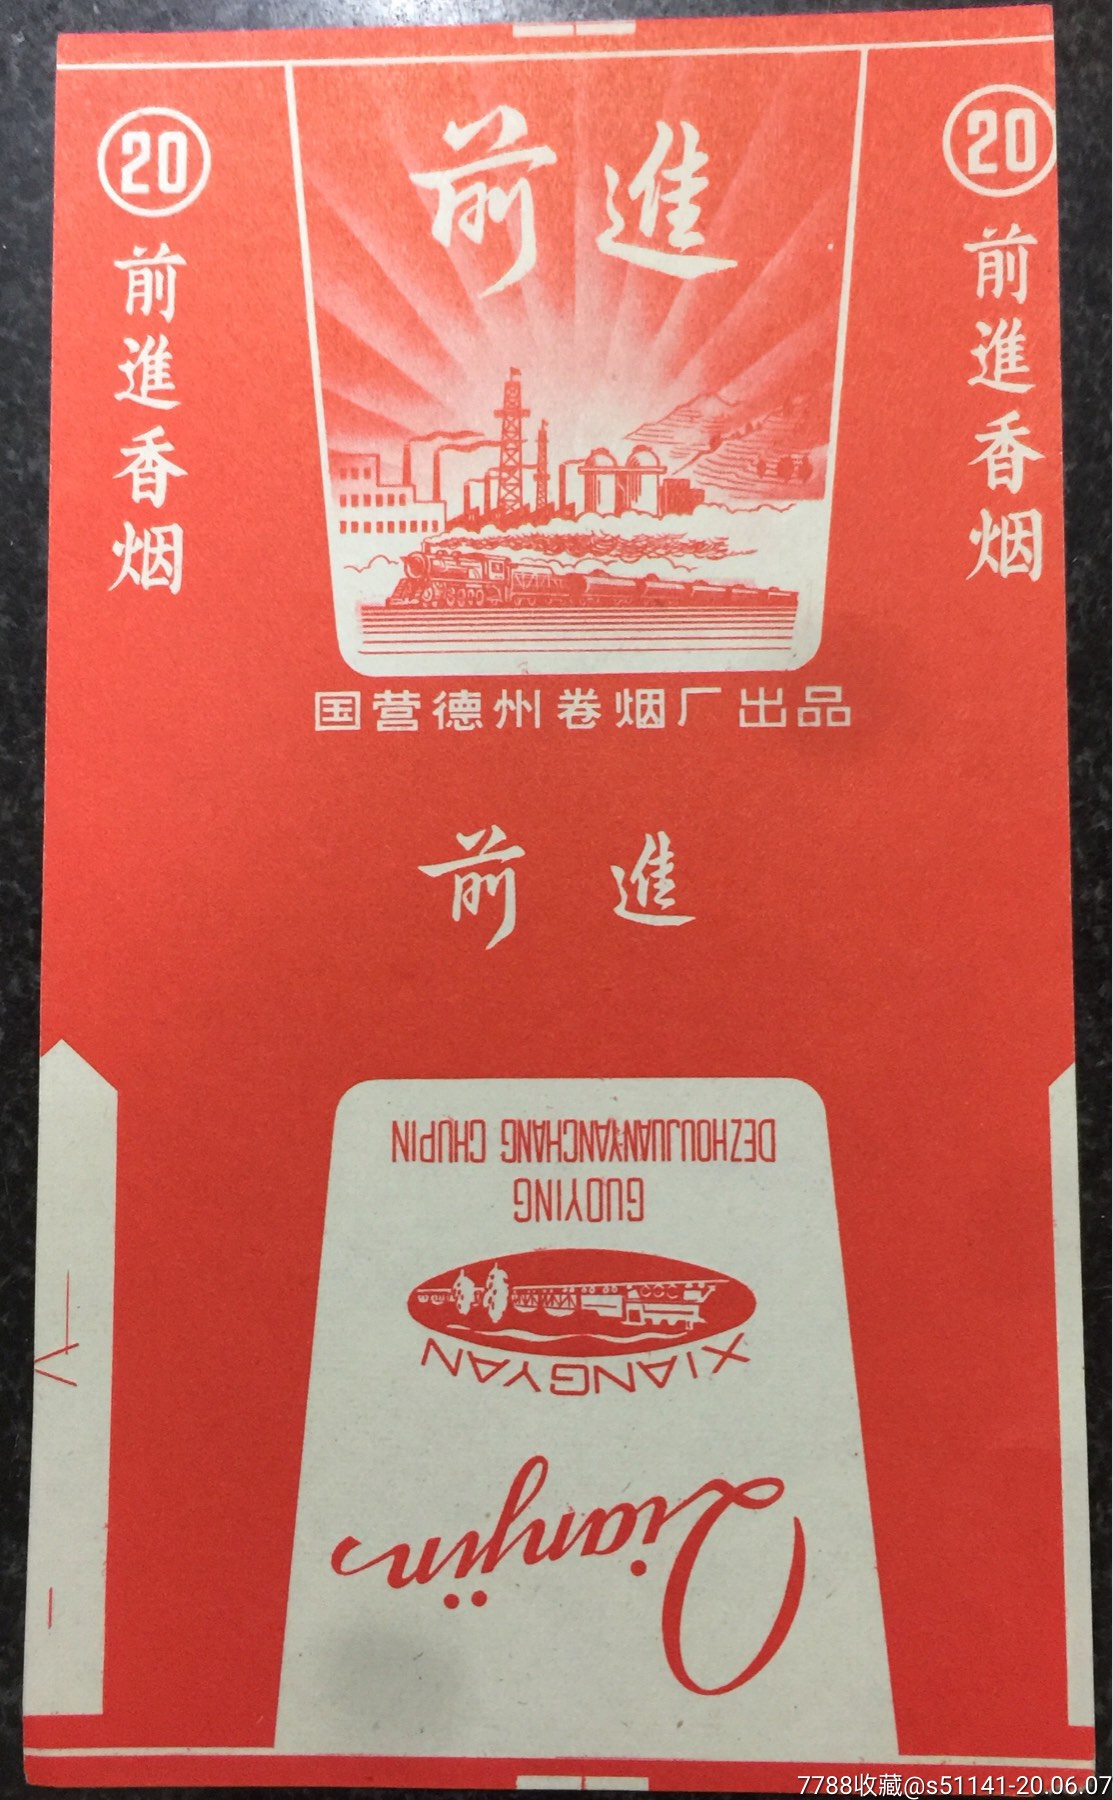 20
前進香烟
前進
20
前進香烟
国营德州卷烟厂出品
前進
Qianjin
XIANGYAN
GUOYING
DEZHOUJUANYANCHANG CHUPIN
7788收藏@s51141-20.06.07